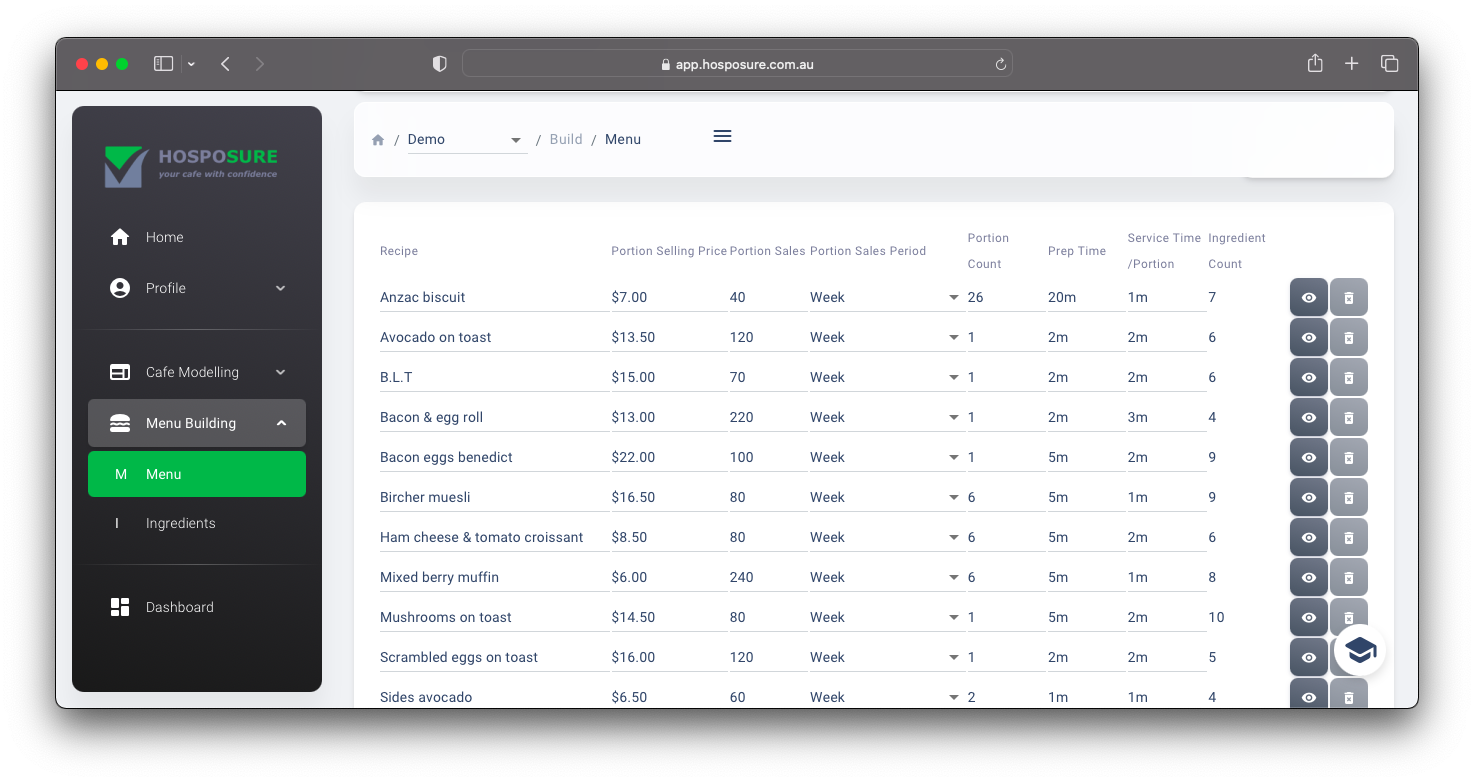 app.hosposure.com.au
HOSPOSURE
your cafe with confidence
Home
Profile
Cafe Modelling
Menu Building
M Menu
I Ingredients
Dashboard
/ Demo / Build / Menu
Recipe Portion Selling Price Portion Sales Portion Sales Period Portion Count Prep Time Service Time /Portion Ingredient Count
Anzac biscuit $7.00 40 Week 26 20m 1m 7
Avocado on toast $13.50 120 Week 1 2m 2m 6
B.L.T $15.00 70 Week 1 2m 2m 6
Bacon & egg roll $13.00 220 Week 1 2m 3m 4
Bacon eggs benedict $22.00 100 Week 1 5m 2m 9
Bircher muesli $16.50 80 Week 6 5m 1m 9
Ham cheese & tomato croissant $8.50 80 Week 6 5m 2m 6
Mixed berry muffin $6.00 240 Week 6 5m 1m 8
Mushrooms on toast $14.50 80 Week 1 5m 2m 10
Scrambled eggs on toast $16.00 120 Week 1 2m 2m 5
Sides avocado $6.50 60 Week 2 1m 1m 4